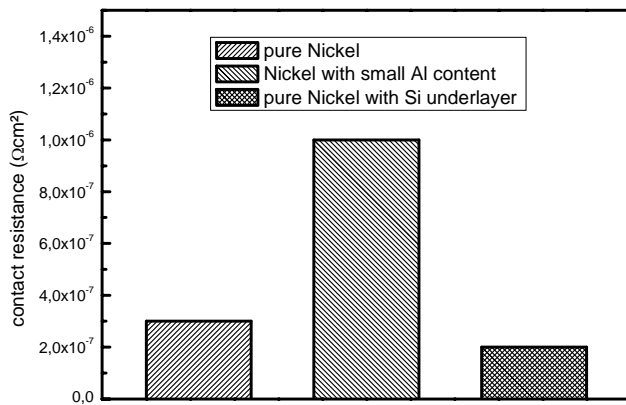 1,4x10⁻⁶
1,2x10⁻⁶
1,0x10⁻⁶
8,0x10⁻⁷
6,0x10⁻⁷
4,0x10⁻⁷
2,0x10⁻⁷
0,0
contact resistance (Ωcm²)
pure Nickel
Nickel with small Al content
pure Nickel with Si underlayer